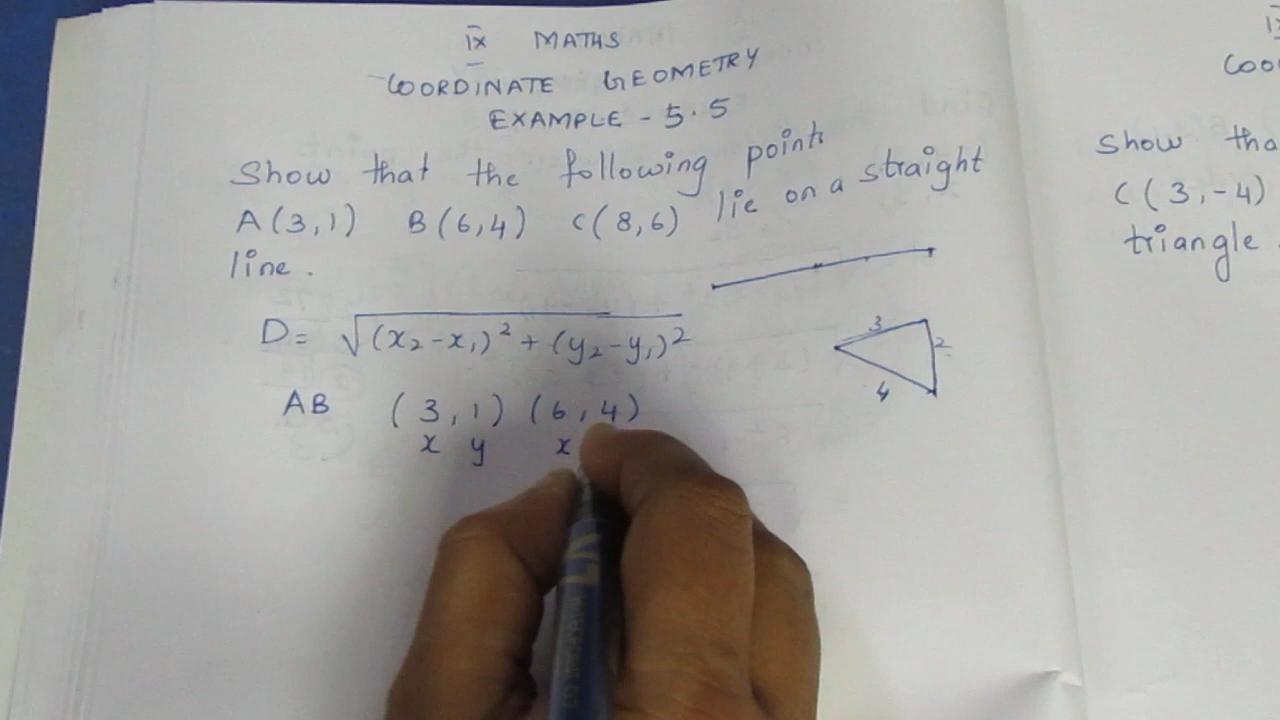 IX MATHS
COORDINATE GEOMETRY
EXAMPLE - 5.5
Show that the following points
A(3,1) B(6,4) C(8,6) lie on a straight
line.
D= √(x₂-x₁)²+(y₂-y₁)²
3
2
4
AB (3,1) (6,4)
x y x
V7
COO
Show tha
C(3,-4)
triangle.